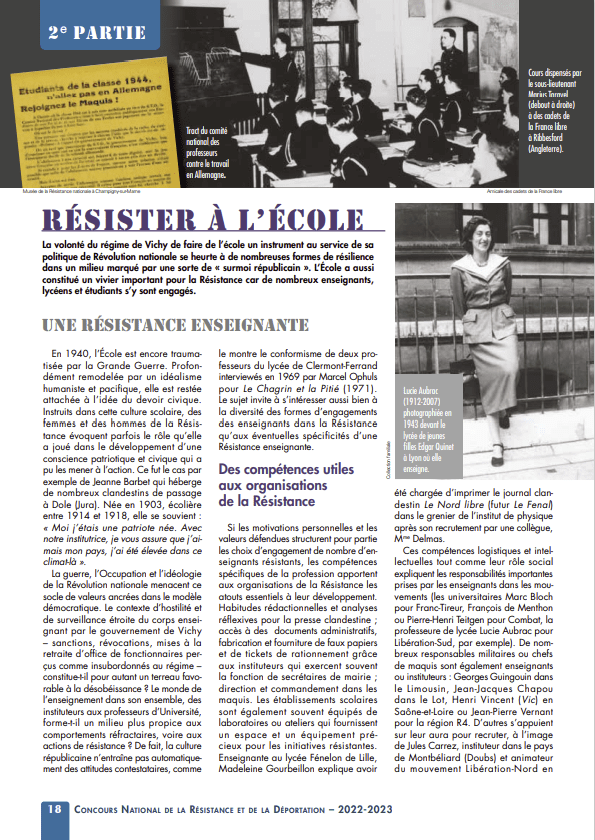 2e PARTIE
Étudiants de la classe 1944,
n'allez pas en Allemagne
Rejoignez le Maquis !
Tract du comité
national des
professeurs
contre le travail
en Allemagne.
Cours dispensés par
le sous-lieutenant
(debout à droite)
à des cadets de
la France libre
à Ribbesford
(Angleterre).
Musée de la Résistance nationale à Champigny-sur-Marne
Amicale des cadets de la France libre
RÉSISTER À L'ÉCOLE
La volonté du régime de Vichy de faire de l'école un instrument au service de sa
politique de Révolution nationale se heurte à de nombreuses formes de résilience
dans un milieu marqué par une sorte de « surmoi républicain ». L'École a aussi
constitué un vivier important pour la Résistance car de nombreux enseignants,
lycéens et étudiants s'y sont engagés.
UNE RÉSISTANCE ENSEIGNANTE
En 1940, l'École est encore trauma-
tisée par la Grande Guerre. Profon-
dément remodelée par un idéalisme
humaniste et pacifique, elle est restée
attachée à l'idée du devoir civique.
Instruits dans cette culture scolaire, des
femmes et des hommes de la Résis-
tance évoquent parfois le rôle qu'elle
a joué dans le développement d'une
conscience patriotique et civique qui a
pu les mener à l'action. Ce fut le cas par
exemple de Jeanne Barbet qui héberge
de nombreux clandestins de passage
à Dole (Jura). Née en 1903, écolière
entre 1914 et 1918, elle se souvient :
« Moi j'étais une patriote née. Avec
notre institutrice, je vous assure que j'ai-
mais mon pays, j'ai été élevée dans ce
climat-là ».
La guerre, l'Occupation et l'idéologie
de la Révolution nationale menacent ce
socle de valeurs ancrées dans le modèle
démocratique. Le contexte d'hostilité et
de surveillance étroite du corps ensei-
gnant par le gouvernement de Vichy
– sanctions, révocations, mises à la
retraite d'office de fonctionnaires per-
çus comme insubordonnés au régime –
constitue-t-il pour autant un terreau favo-
rable à la désobéissance ? Le monde de
l'enseignement dans son ensemble, des
instituteurs aux professeurs d'Université,
forme-t-il un milieu plus propice aux
comportements réfractaires, voire aux
actions de résistance ? De fait, la culture
républicaine n'entraîne pas automatique-
ment des attitudes contestataires, comme
le montre le conformisme de deux pro-
fesseurs du lycée de Clermont-Ferrand
interviewés en 1969 par Marcel Ophuls
pour Le Chagrin et la Pitié (1971).
Le sujet invite à s'intéresser aussi bien à
la diversité des formes d'engagements
des enseignants dans la Résistance
qu'aux éventuelles spécificités d'une
Résistance enseignante.
Des compétences utiles
aux organisations
de la Résistance
Si les motivations personnelles et les
valeurs défendues structurent pour partie
les choix d'engagement de nombre d'en-
seignants résistants, les compétences
spécifiques de la profession apportent
aux organisations de la Résistance les
atouts essentiels à leur développement.
Habitudes rédactionnelles et analyses
réflexives pour la presse clandestine ;
accès à des documents administratifs,
fabrication et fourniture de faux papiers
et de tickets de rationnement grâce
aux instituteurs qui exercent souvent
la fonction de secrétaires de mairie ;
direction et commandement dans les
maquis. Les établissements scolaires
sont également souvent équipés de
laboratoires ou ateliers qui fournissent
un espace et un équipement pré-
cieux pour les initiatives résistantes.
Enseignante au lycée Fénelon de Lille,
Madeleine Gourbeillon explique avoir
Collection familiale
Lucie Aubrac
(1912-2007)
photographiée en
1943 devant le
lycée de jeunes
filles Edgar Quinet
à Lyon où elle
enseigne.
été chargée d'imprimer le journal clan-
destin Le Nord libre (futur Le Fenal)
dans le grenier de l'institut de physique
après son recrutement par une collègue,
Mme Delmas.
Ces compétences logistiques et intel-
lectuelles tout comme leur rôle social
expliquent les responsabilités importantes
prises par les enseignants dans les mou-
vements (les universitaires Marc Bloch
pour Franc-Tireur, François de Menthon
ou Pierre-Henri Teitgen pour Combat, la
professeure de lycée Lucie Aubrac pour
Libération-Sud, par exemple). De nom-
breux responsables militaires ou chefs
de maquis sont également enseignants
ou instituteurs : Georges Guingouin dans
le Limousin, Jean-Jacques Chapou
dans le Lot, Henri Vincent (Vic) en
Saône-et-Loire ou Jean-Pierre Vernant
pour la région R4. D'autres s'appuient
sur leur aura pour recruter, à l'image
de Jules Carrez, instituteur dans le pays
de Montbéliard (Doubs) et animateur
du mouvement Libération-Nord en
18 CONCOURS NATIONAL DE LA RÉSISTANCE ET DE LA DÉPORTATION – 2022-2023